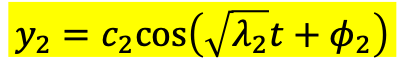 y₂ = c₂cos(√λ₂t + ϕ₂)